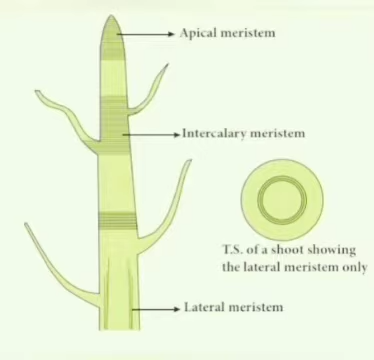 Apical meristem
Intercalary meristem
T.S. of a shoot showing
the lateral meristem only
Lateral meristem